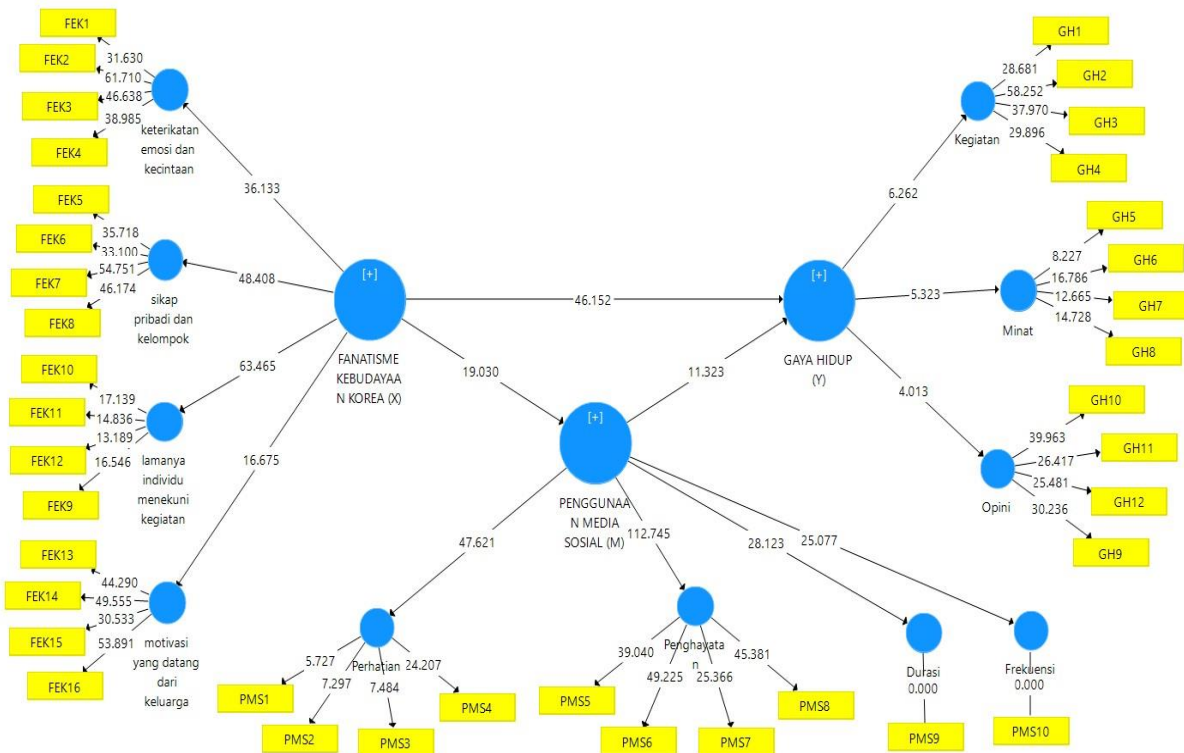 FEK1
31.630
FEK2
61.710
FEK3
46.638
38.985
FEK4
keterikatan
emosi dan
kecintaan
36.133
FEK5
35.718
FEK6
33.100
FEK7
54.751
46.174
FEK8
sikap
pribadi dan
kelompok
48.408
FEK10
17.139
FEK11
14.836
FEK12
13.189
16.546
FEK9
lamanya
individu
menekuni
kegiatan
63.465
FEK13
44.290
FEK14
49.555
FEK15
30.533
53.891
FEK16
motivasi
yang datang
dari
keluarga
16.675
[+]
FANATISME
KEBUDAYAA
N KOREA (X)
46.152
19.030
[+]
PENGGUNAA
N MEDIA
SOSIAL (M)
11.323
[+]
GAYA HIDUP
(Y)
6.262
Kegiatan
GH1
28.681
GH2
58.252
37.970
GH3
29.896
GH4
5.323
Minat
GH5
8.227
GH6
16.786
12.665
GH7
14.728
GH8
4.013
Opini
GH10
39.963
GH11
26.417
25.481
GH12
30.236
GH9
47.621
Perhatian
5.727
7.297
7.484
24.207
PMS1
PMS2
PMS3
PMS4
112.745
Penghayata
n
39.040
49.225
25.366
45.381
PMS5
PMS6
PMS7
PMS8
28.123
Durasi
0.000
PMS9
25.077
Frekuensi
0.000
PMS10